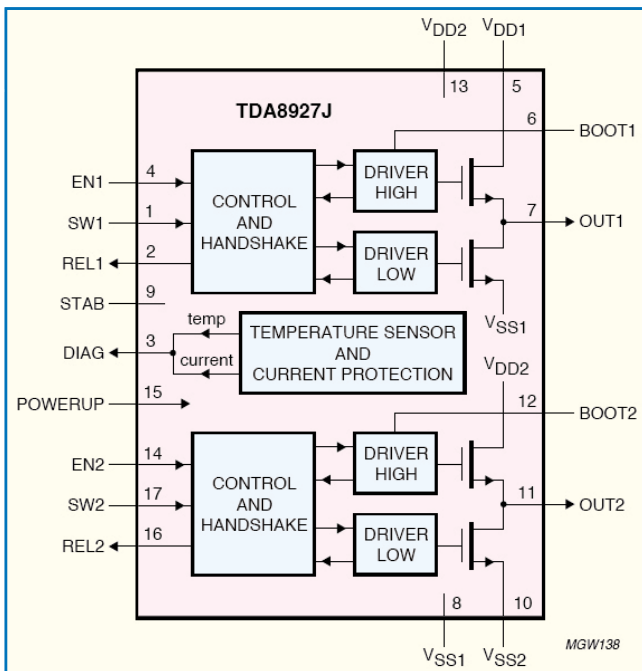 VDD2 VDD1
13 5
TDA8927J
6 BOOT1
EN1 4
SW1 1
REL1 2
CONTROL
AND
HANDSHAKE
DRIVER
HIGH
7 OUT1
DRIVER
LOW
STAB 9
VSS1
temp
DIAG 3
current
TEMPERATURE SENSOR
AND
CURRENT PROTECTION
VDD2
POWERUP 15
12 BOOT2
EN2 14
SW2 17
REL2 16
CONTROL
AND
HANDSHAKE
DRIVER
HIGH
11 OUT2
DRIVER
LOW
8 10
VSS1 VSS2
MGW138